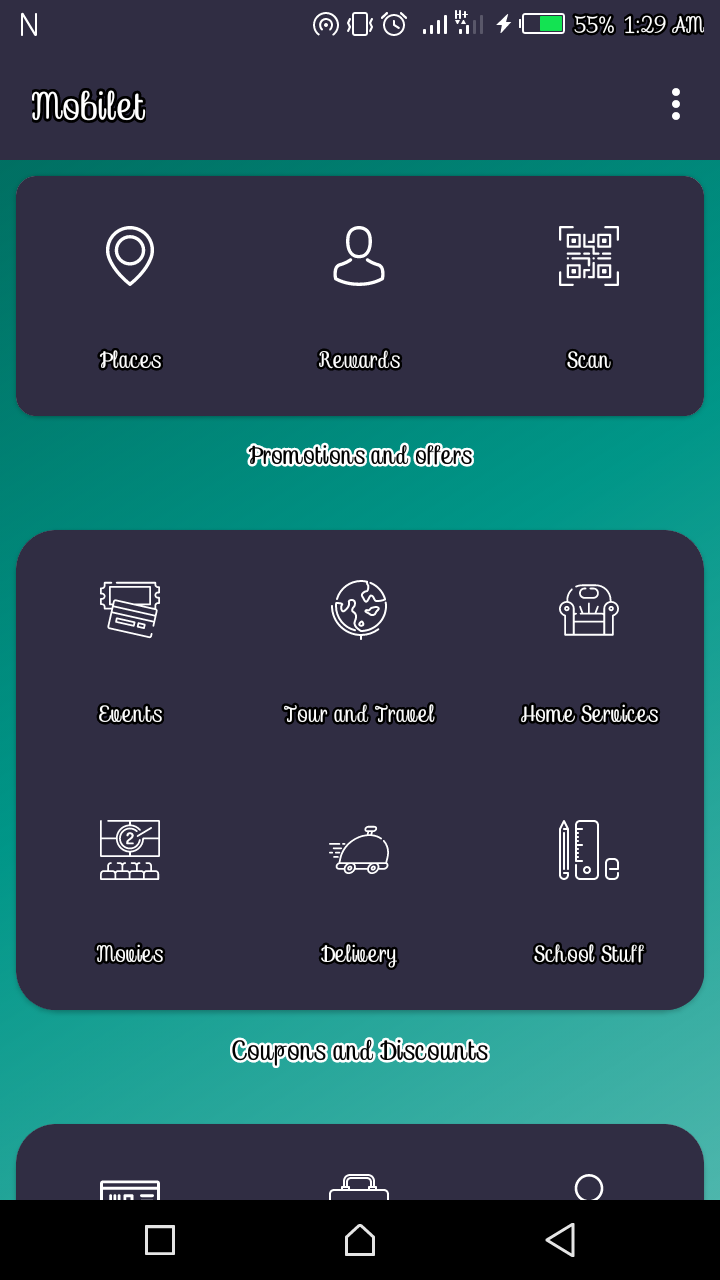 N H+ 55% 1:29 AM
Mobilet
Places Rewards Scan
Promotions and offers
Events Tour and Travel Home Services
2
Movies Delivery School Stuff
Coupons and Discounts